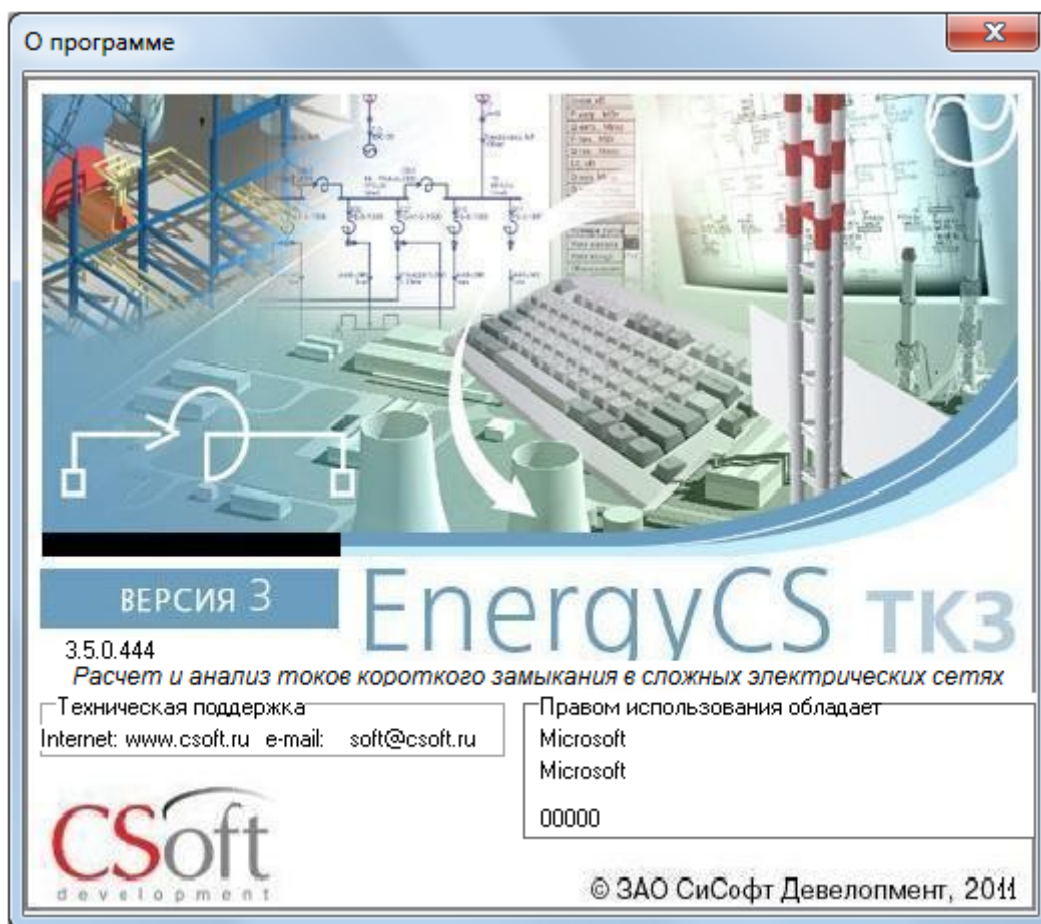 О программе
ВЕРСИЯ 3
EnergyCS ТКЗ
3.5.0.444
Расчет и анализ токов короткого замыкания в сложных электрических сетях
Техническая поддержка
Internet: www.csoft.ru e-mail: soft@csoft.ru
Правом использования обладает
Microsoft
Microsoft
00000
CSoft
development
© ЗАО СиСофт Девелопмент, 2011